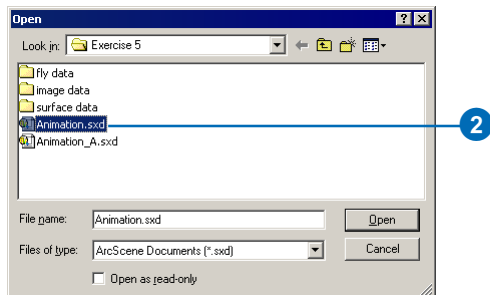 Open
Look in: Exercise 5
fly data
image data
surface data
Animation.sxd
Animation_A.sxd
2
File name: Animation.sxd Open
Files of type: ArcScene Documents (*.sxd) Cancel
Open as read-only